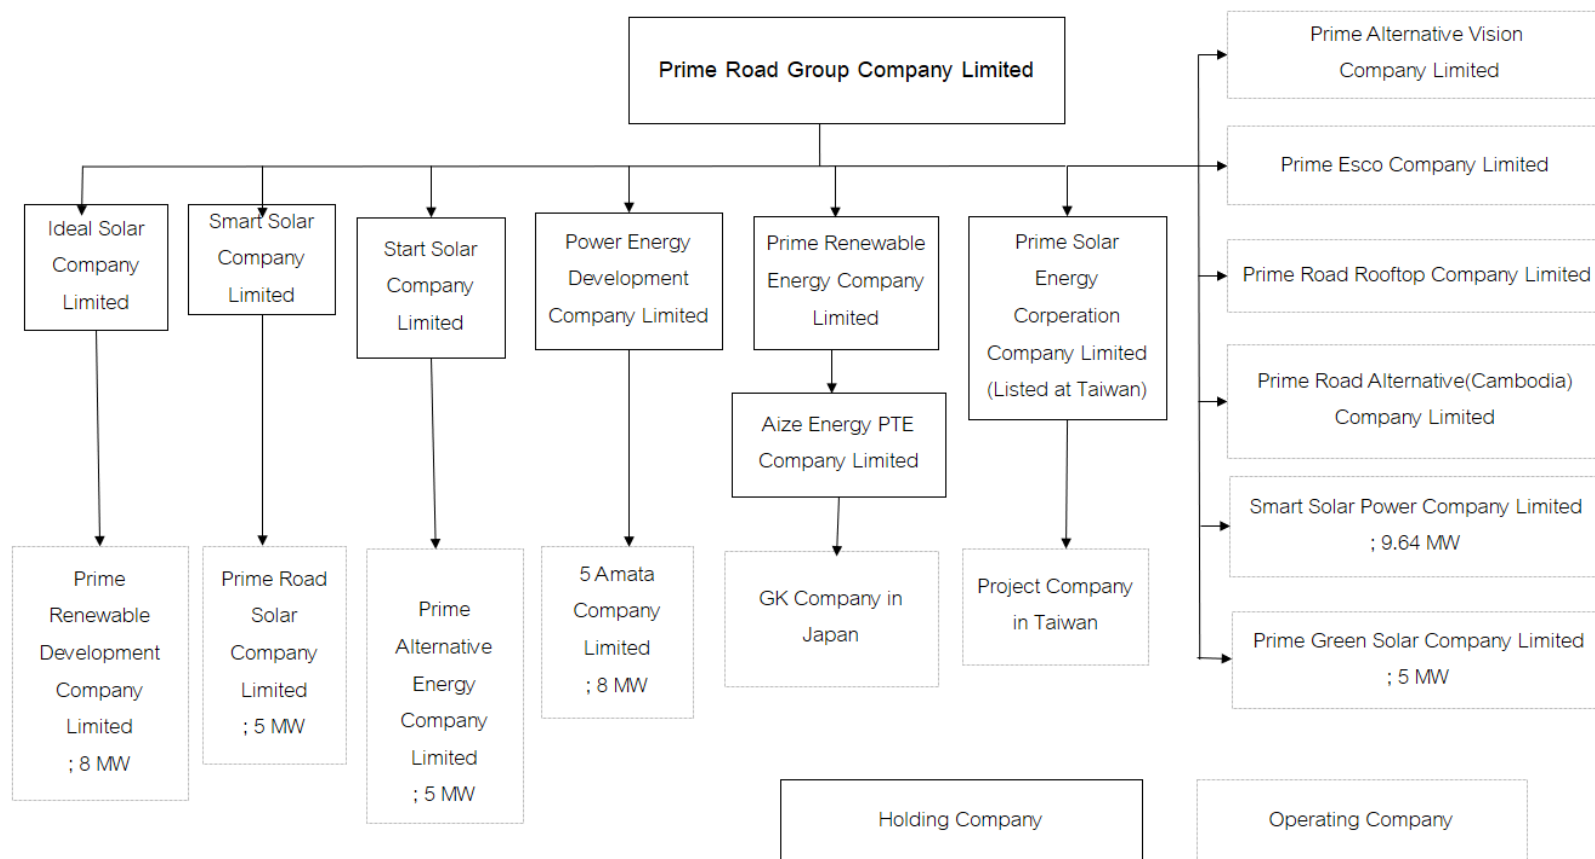 Prime Road Group Company Limited
Prime Alternative Vision
Company Limited
Prime Esco Company Limited
Prime Road Rooftop Company Limited
Prime Road Alternative(Cambodia)
Company Limited
Smart Solar Power Company Limited
; 9.64 MW
Prime Green Solar Company Limited
; 5 MW
Ideal Solar
Company
Limited
Smart Solar
Company
Limited
Start Solar
Company
Limited
Power Energy
Development
Company Limited
Prime Renewable
Energy Company
Limited
Prime Solar
Energy
Corperation
Company Limited
(Listed at Taiwan)
Aize Energy PTE
Company Limited
Prime
Renewable
Development
Company
Limited
; 8 MW
Prime Road
Solar
Company
Limited
; 5 MW
Prime
Alternative
Energy
Company
Limited
; 5 MW
5 Amata
Company
Limited
; 8 MW
GK Company in
Japan
Project Company
in Taiwan
Holding Company
Operating Company